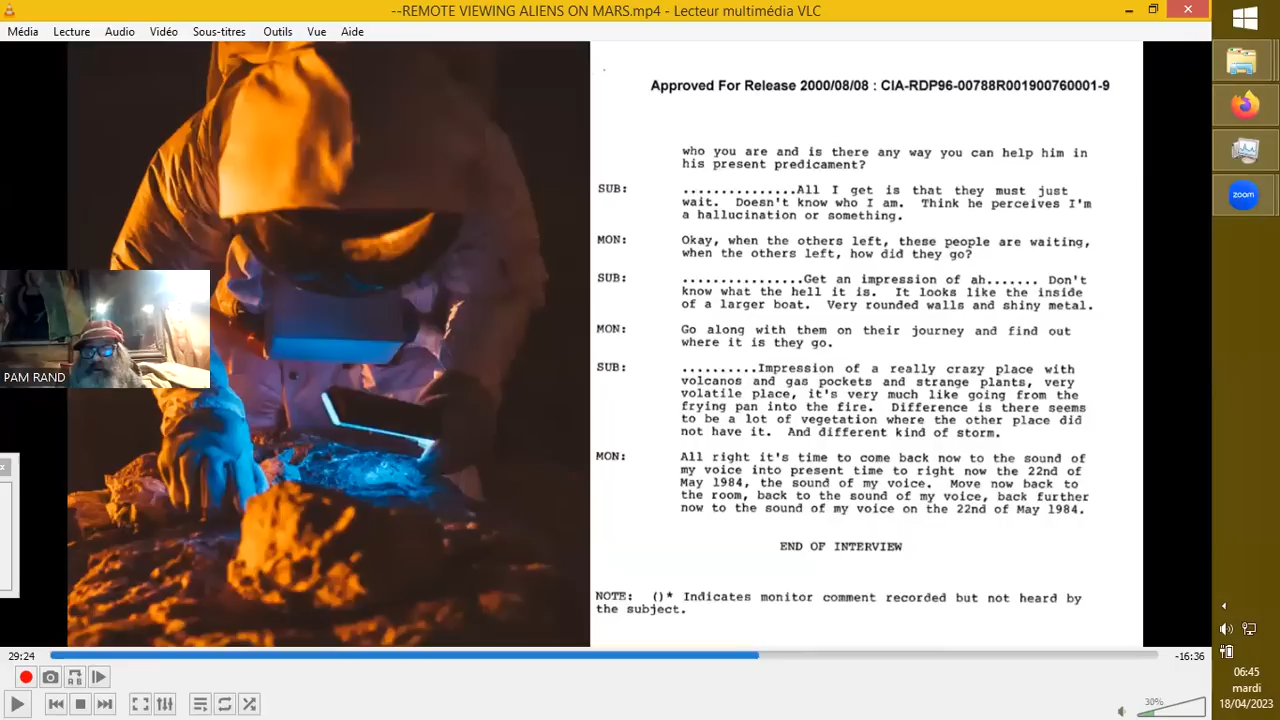 --REMOTE VIEWING ALIENS ON MARS.mp4 - Lecteur multimédia VLC
Média Lecture Audio Vidéo Sous-titres Outils Vue Aide
Approved For Release 2000/08/08 : CIA-RDP96-00788R001900760001-9
who you are and is there any way you can help him in
his present predicament?
SUB: ...............All I get is that they must just
wait. Doesn't know who I am. Think he perceives I'm
a hallucination or something.
MON: Okay, when the others left, these people are waiting,
when the others left, how did they go?
SUB: ................Get an impression of ah....... Don't
know what the hell it is. It looks like the inside
of a larger boat. Very rounded walls and shiny metal.
MON: Go along with them on their journey and find out
where it is they go.
SUB: ..........Impression of a really crazy place with
volcanos and gas pockets and strange plants, very
volatile place, it's very much like going from the
frying pan into the fire. Difference is there seems
to be a lot of vegetation where the other place did
not have it. And different kind of storm.
MON: All right it's time to come back now to the sound of
my voice into present time to right now the 22nd of
May 1984, the sound of my voice. Move now back to
the room, back to the sound of my voice, back further
now to the sound of my voice on the 22nd of May 1984.
END OF INTERVIEW
NOTE: ()* Indicates monitor comment recorded but not heard by
the subject.
PAM RAND
zoom
29:24
-16:36
30%
06:45
mardi
18/04/2023